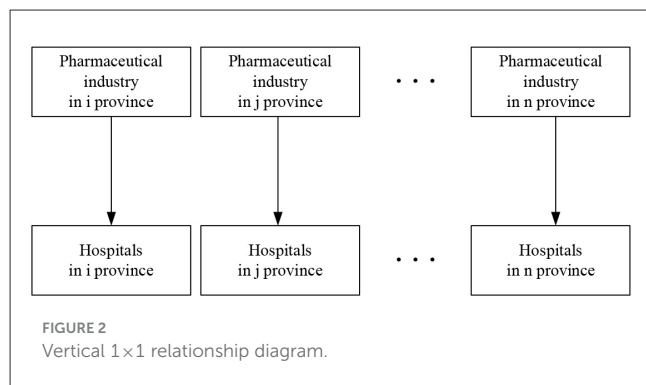 Pharmaceutical
industry
in i province
Pharmaceutical
industry
in j province
. . .
Pharmaceutical
industry
in n province
Hospitals
in i province
Hospitals
in j province
. . .
Hospitals
in n province
FIGURE 2
Vertical 1×1 relationship diagram.